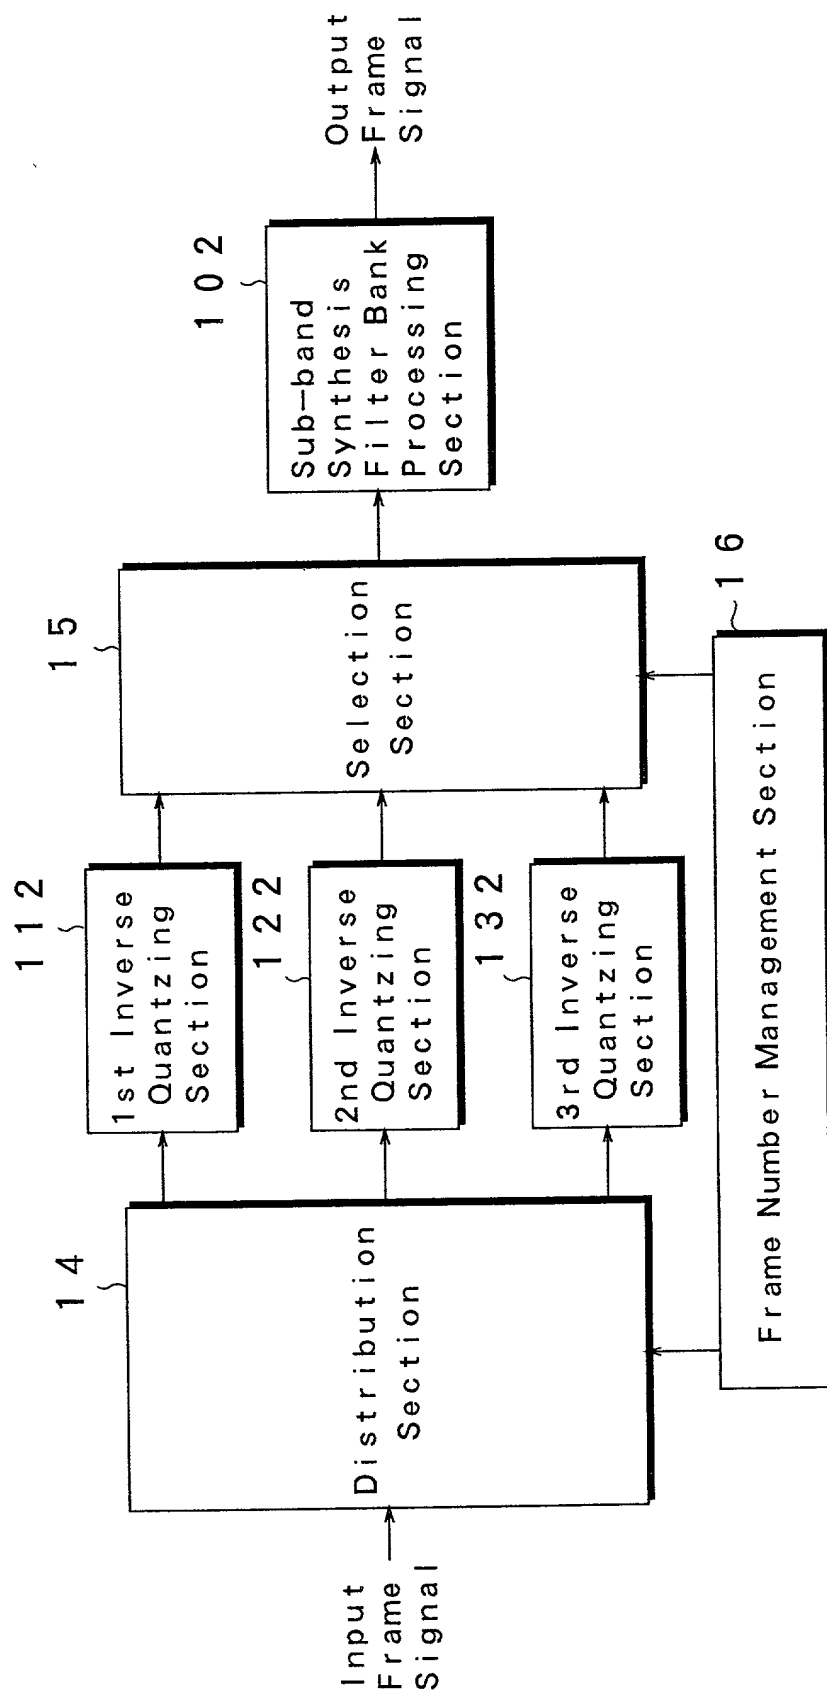 Input
Frame
Signal
14
Distribution
Section
112
1st Inverse
Quantzing
Section
122
2nd Inverse
Quantzing
Section
132
3rd Inverse
Quantzing
Section
15
Selection
Section
16
Frame Number Management Section
102
Sub-band
Synthesis
Filter Bank
Processing
Section
Output
Frame
Signal